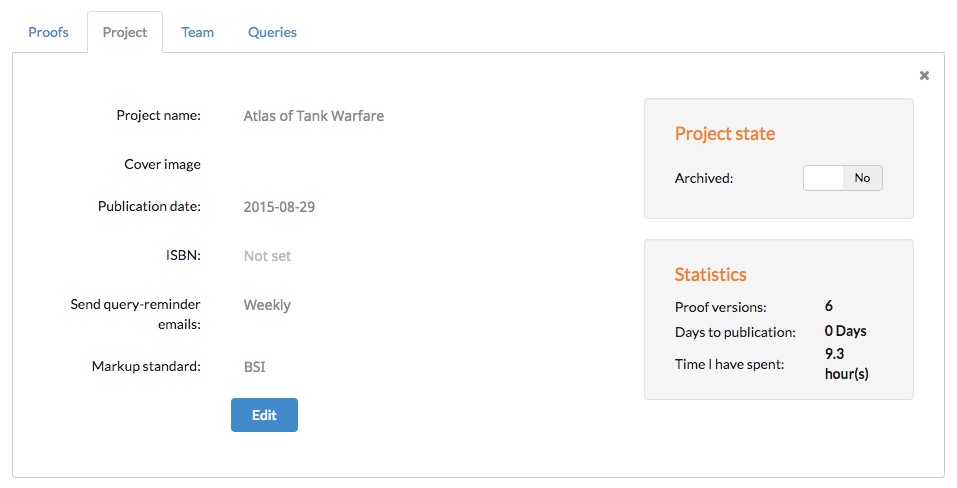 Proofs Project Team Queries
Project name: Atlas of Tank Warfare
Cover image
Publication date: 2015-08-29
ISBN: Not set
Send query-reminder emails: Weekly
Markup standard: BSI
Edit
Project state
Archived: No
Statistics
Proof versions: 6
Days to publication: 0 Days
Time I have spent: 9.3
hour(s)